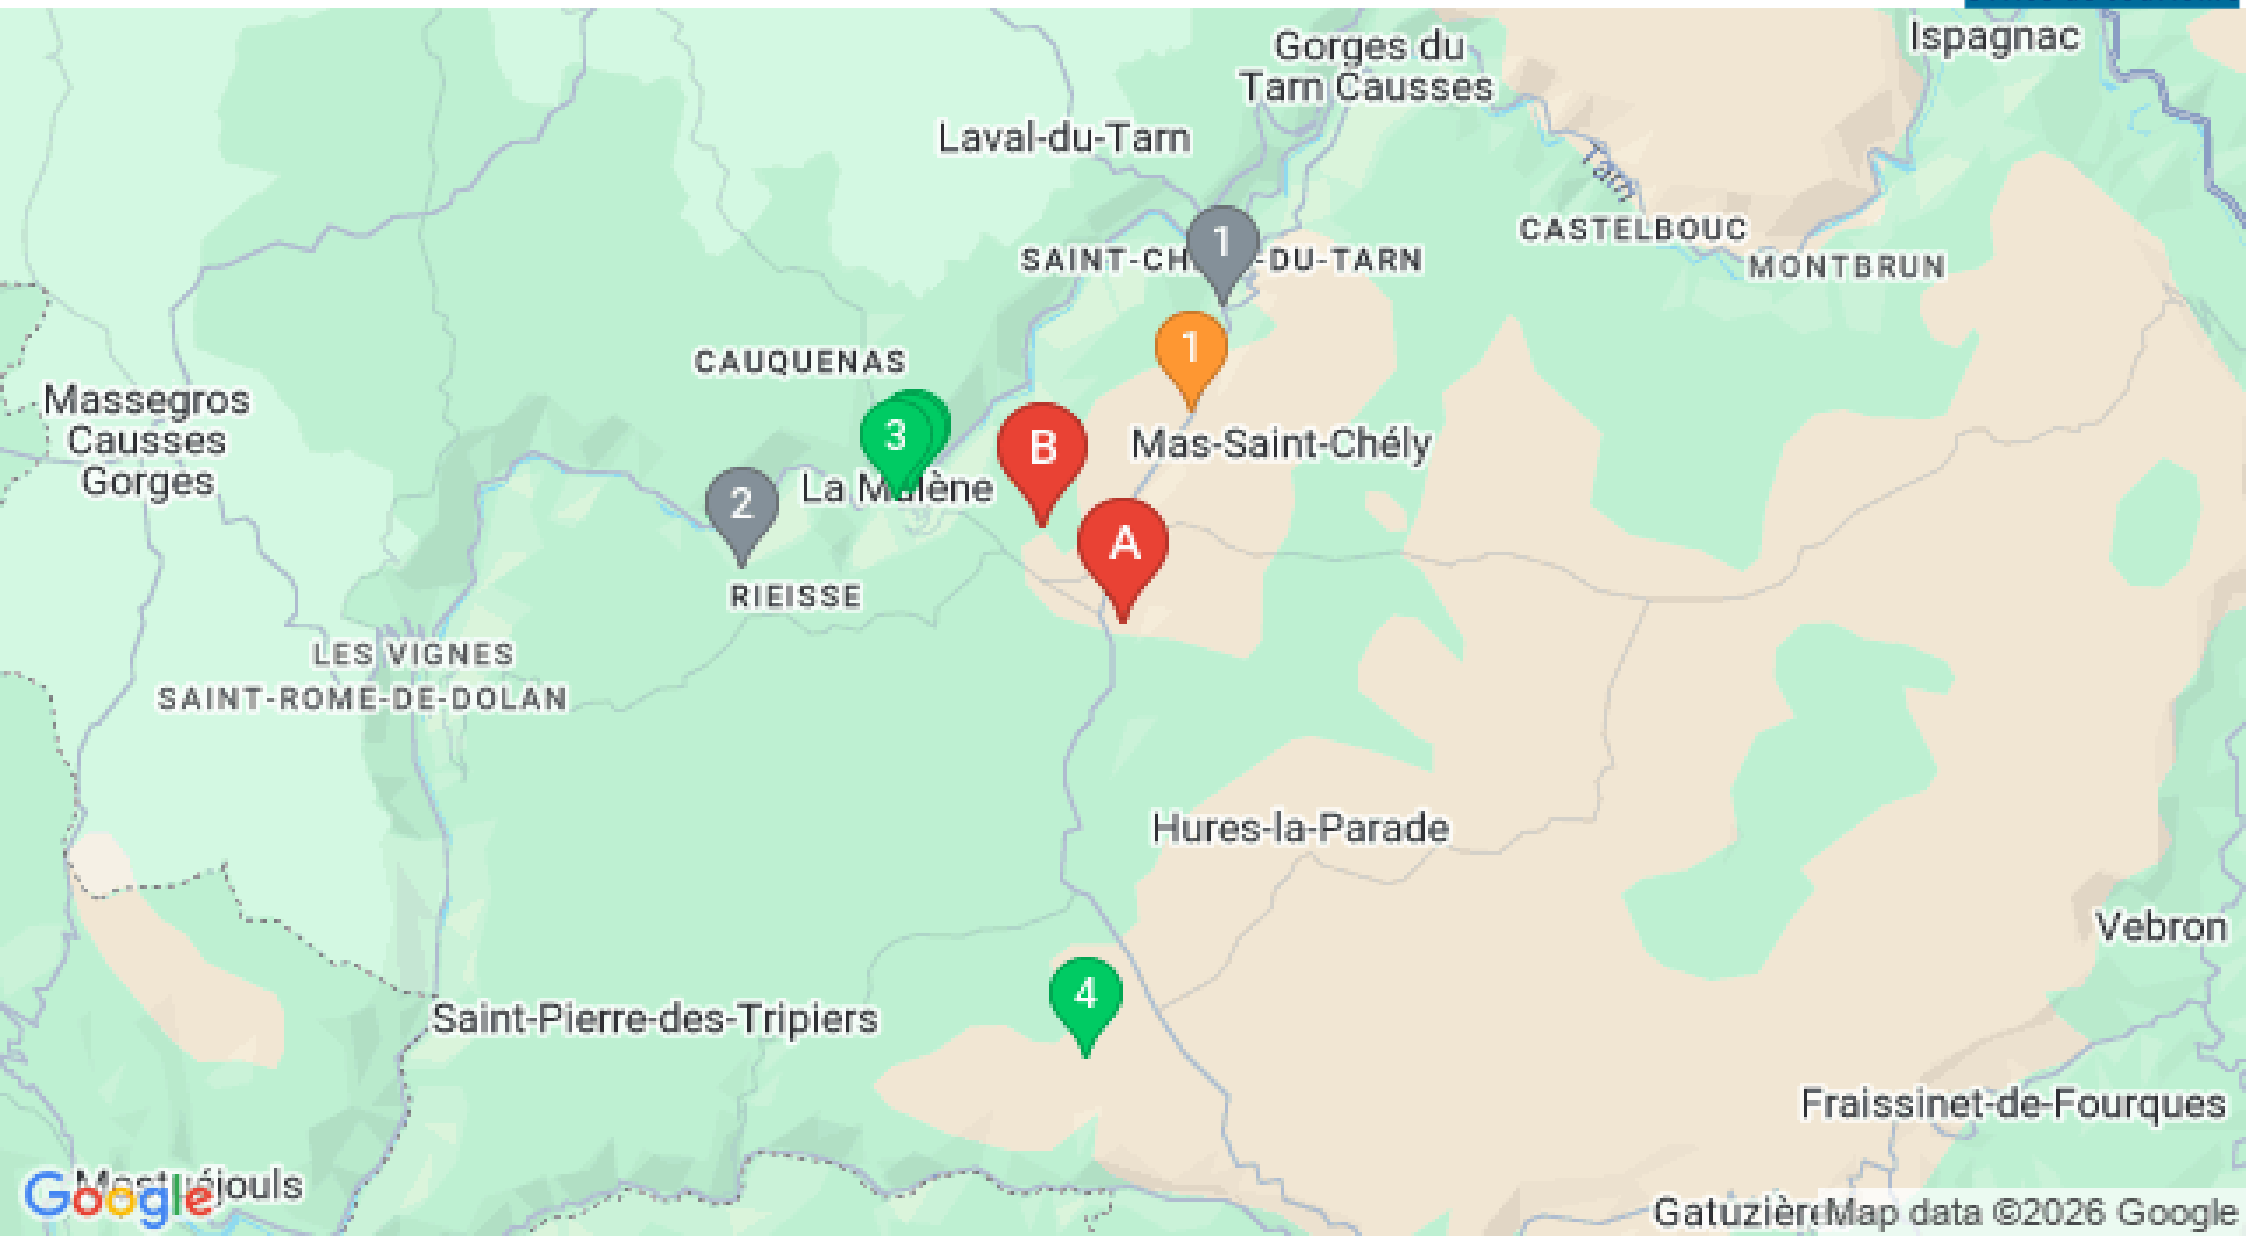 Ispagnac
Gorges du
Tarn Causses
Laval-du-Tarn
Tarn
CASTELBOUC
1
SAINT-CH -DU-TARN
MONTBRUN
1
CAUQUENAS
Massegros
Causses
Gorges
3
B
Mas-Saint-Chély
2
La Malène
A
RIEISSE
LES VIGNES
SAINT-ROME-DE-DOLAN
Hures-la-Parade
Vebron
4
Saint-Pierre-des-Tripiers
Fraissinet-de-Fourques
Google
Gatuzière
Map data ©2026 Google